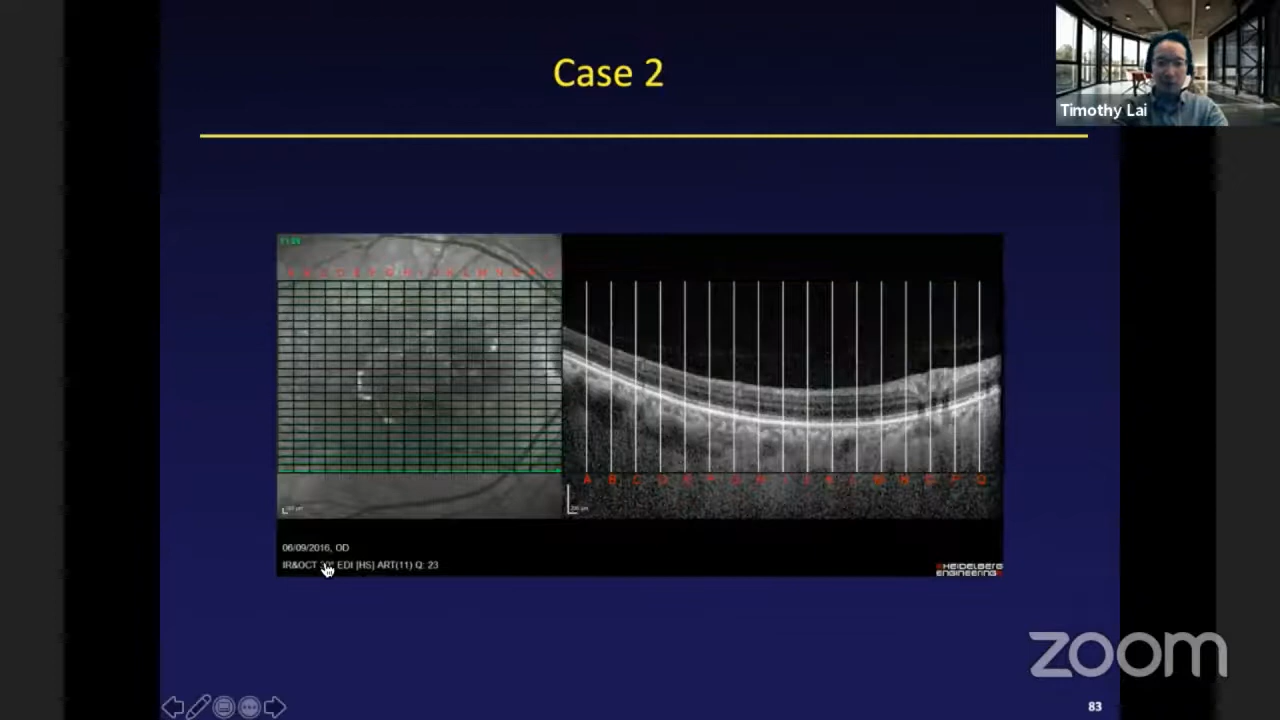 Case 2
Timothy Lai
A B
Q
06/09/2016, OD
IR&OCT EDI [HS] ART(11) Q: 23
HEIDELBERG
ENGINEERING
zoom
83